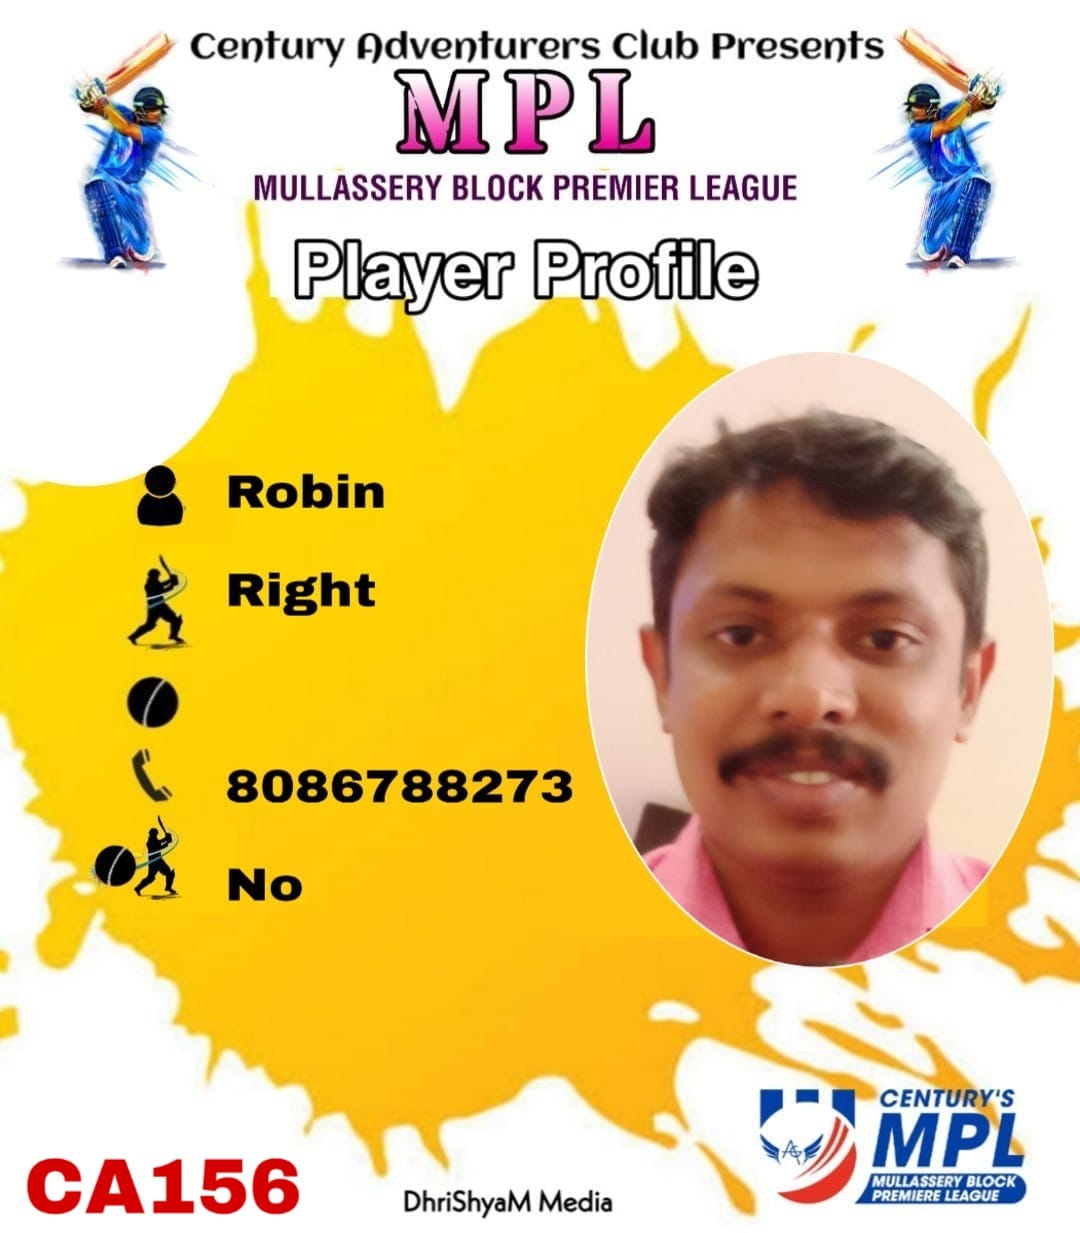 Century Adventurers Club Presents
MPL
MULLASSERY BLOCK PREMIER LEAGUE
Player Profile
Robin
Right
8086788273
No
CENTURY'S
MPL
MULLASSERY BLOCK
PREMIERE LEAGUE
CA156
DhriShyaM Media